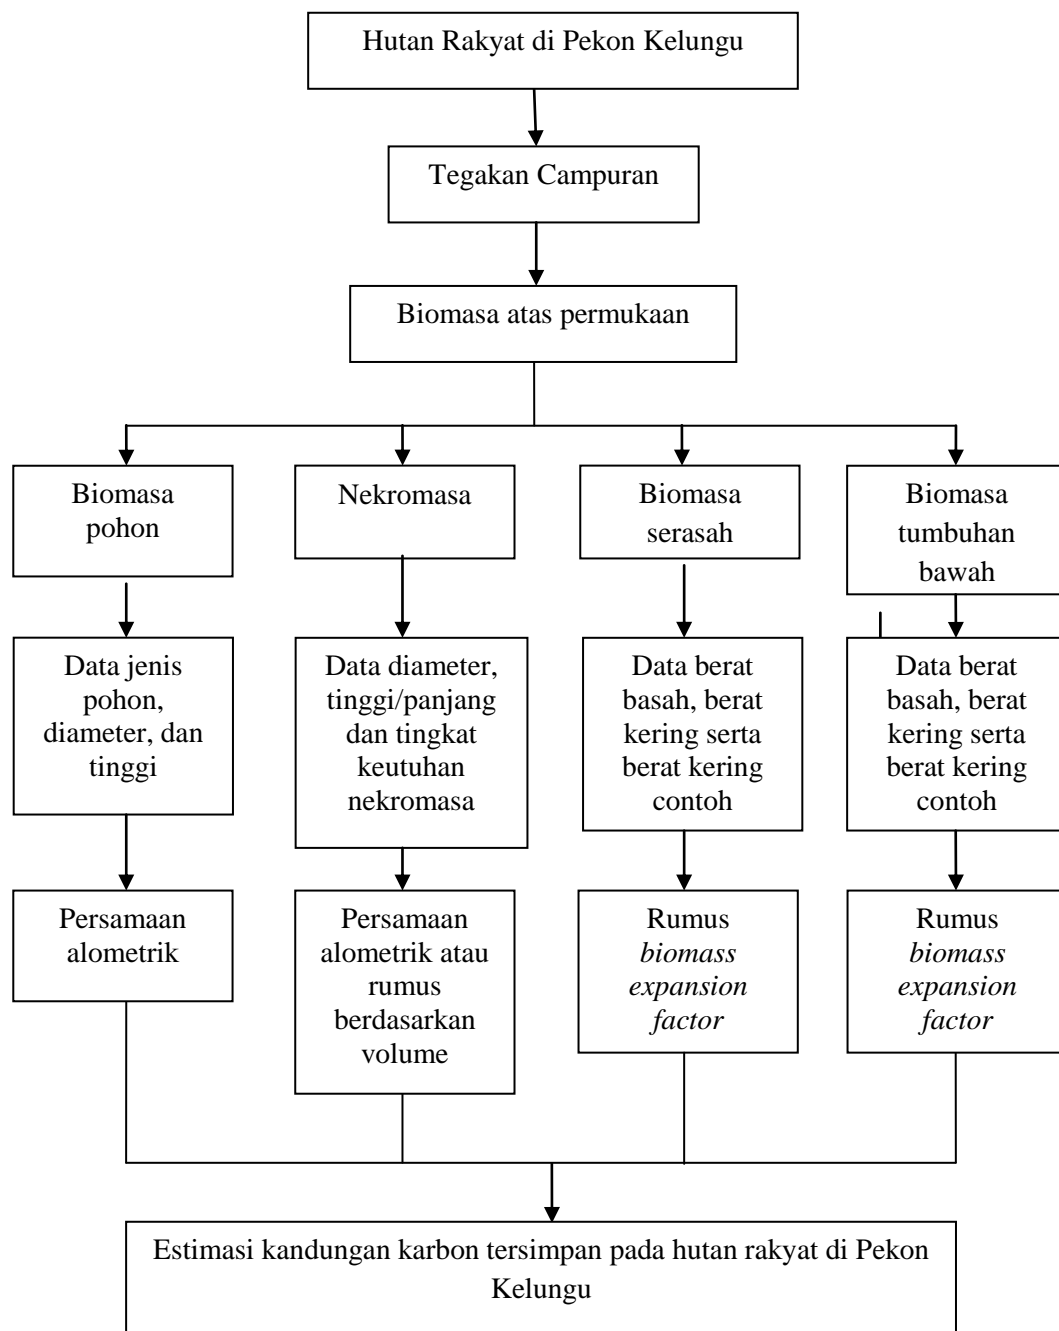 Hutan Rakyat di Pekon Kelungu
Tegakan Campuran
Biomasa atas permukaan
Biomasa
pohon
Nekromasa
Biomasa
serasah
Biomasa
tumbuhan
bawah
Data jenis
pohon,
diameter, dan
tinggi
Data diameter,
tinggi/panjang
dan tingkat
keutuhan
nekromasa
Data berat
basah, berat
kering serta
berat kering
contoh
Data berat
basah, berat
kering serta
berat kering
contoh
Persamaan
alometrik
Persamaan
alometrik atau
rumus
berdasarkan
volume
Rumus
biomass
expansion
factor
Rumus
biomass
expansion
factor
Estimasi kandungan karbon tersimpan pada hutan rakyat di Pekon
Kelungu